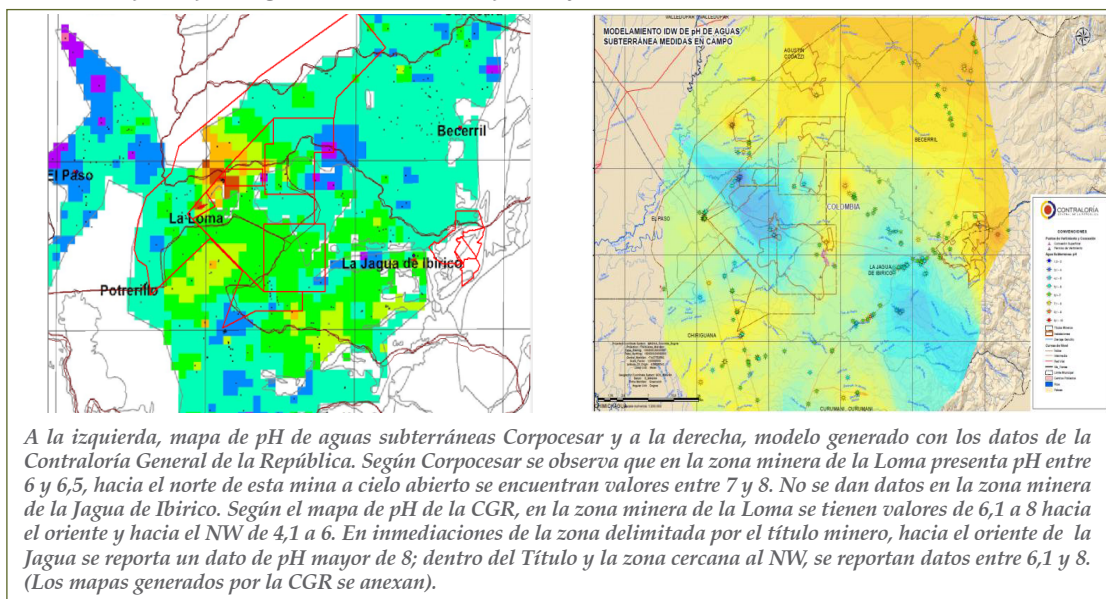 Becerril
El Paso
La Loma
La Jagua de Ibirico
Potrerillo
MODELAMIENTO IDW DE pH DE AGUAS
SUBTERRÁNEA MEDIDAS EN CAMPO
AGUSTIN
CODAZZI
BECERRIL
EL PASO
COLOMBIA
LA JAGUA
DE IBIRICO
CHIRIGUANA
CURUMANI
CURUMANI
CONTRALORÍA
CONVENCIONES
A la izquierda, mapa de pH de aguas subterráneas Corpocesar y a la derecha, modelo generado con los datos de la
Contraloría General de la República. Según Corpocesar se observa que en la zona minera de la Loma presenta pH entre
6 y 6,5, hacia el norte de esta mina a cielo abierto se encuentran valores entre 7 y 8. No se dan datos en la zona minera
de la Jagua de Ibirico. Según el mapa de pH de la CGR, en la zona minera de la Loma se tienen valores de 6,1 a 8 hacia
el oriente y hacia el NW de 4,1 a 6. En inmediaciones de la zona delimitada por el título minero, hacia el oriente de la
Jagua se reporta un dato de pH mayor de 8; dentro del Título y la zona cercana al NW, se reportan datos entre 6,1 y 8.
(Los mapas generados por la CGR se anexan).